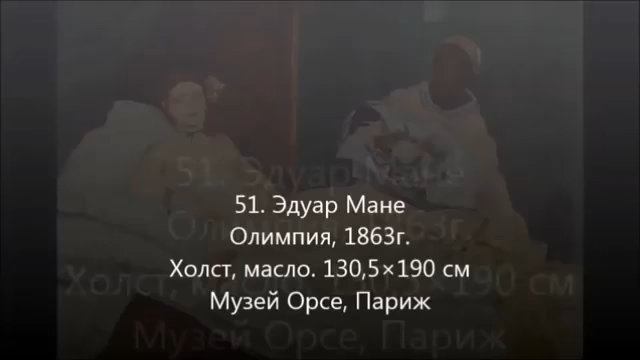 51. Эдуар Мане
Олимпия, 1863г.
Холст, масло. 130,5×190 см
Музей Орсе, Париж